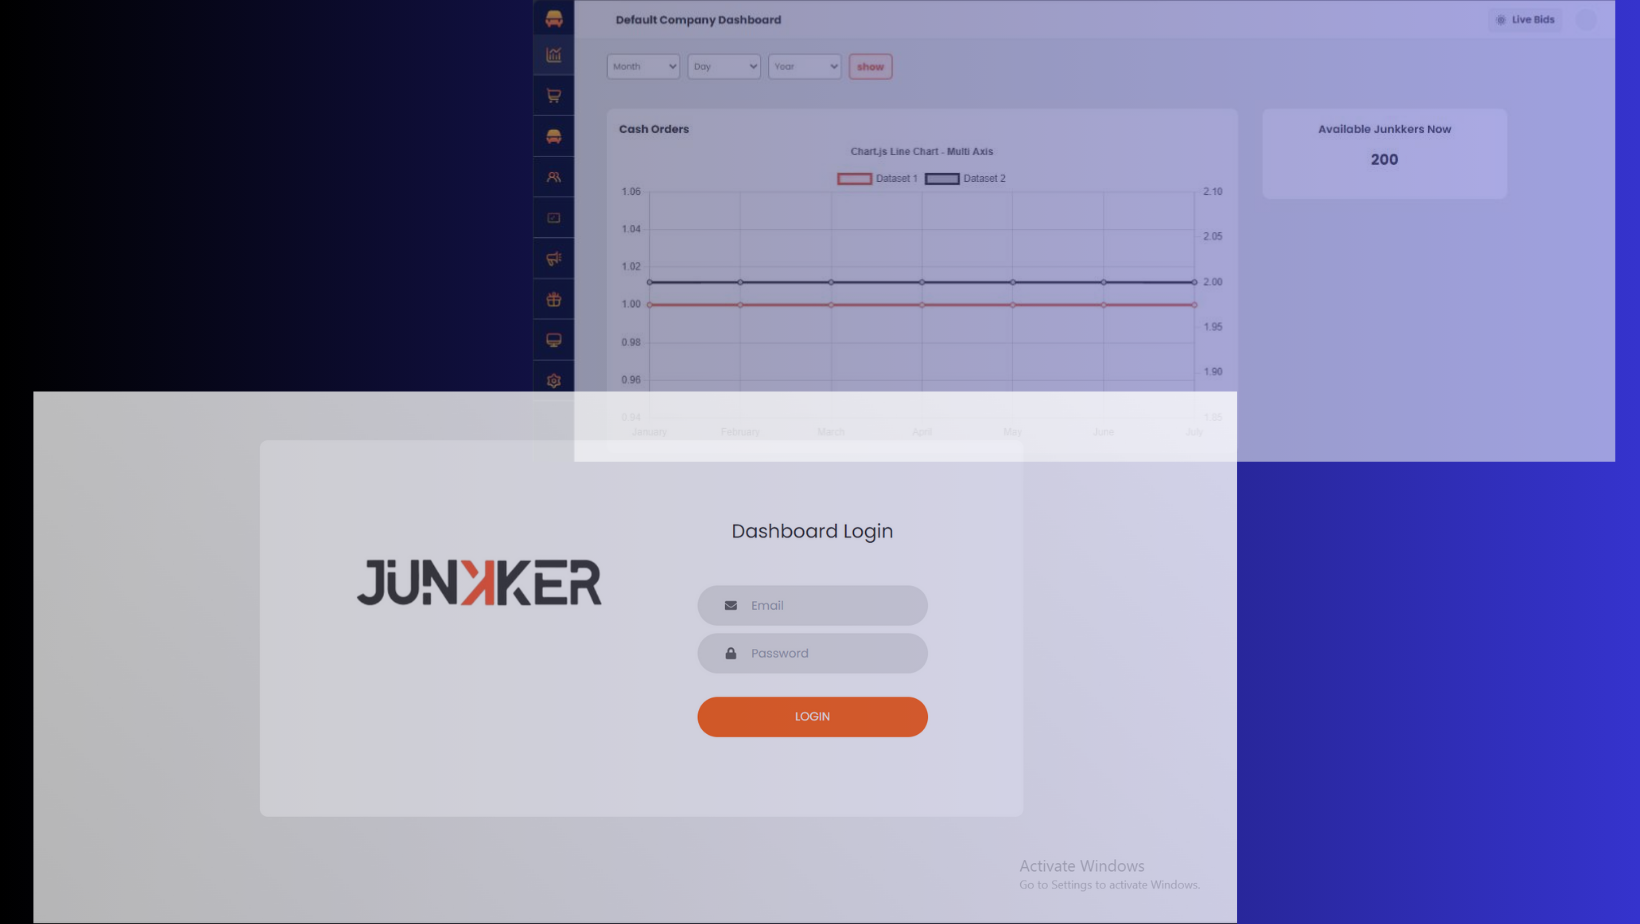 Default Company Dashboard
Live Bids
Month Day Year show
Cash Orders
Available Junkkers Now
200
Chart.js Line Chart - Multi Axis
Dataset 1 Dataset 2
1.06 2.10
1.04 2.05
1.02
2.00
1.00
1.95
0.98
1.90
0.96
0.94 1.85
January February March April May June July
Dashboard Login
JUNKKER
Email
Password
LOGIN
Activate Windows
Go to Settings to activate Windows.